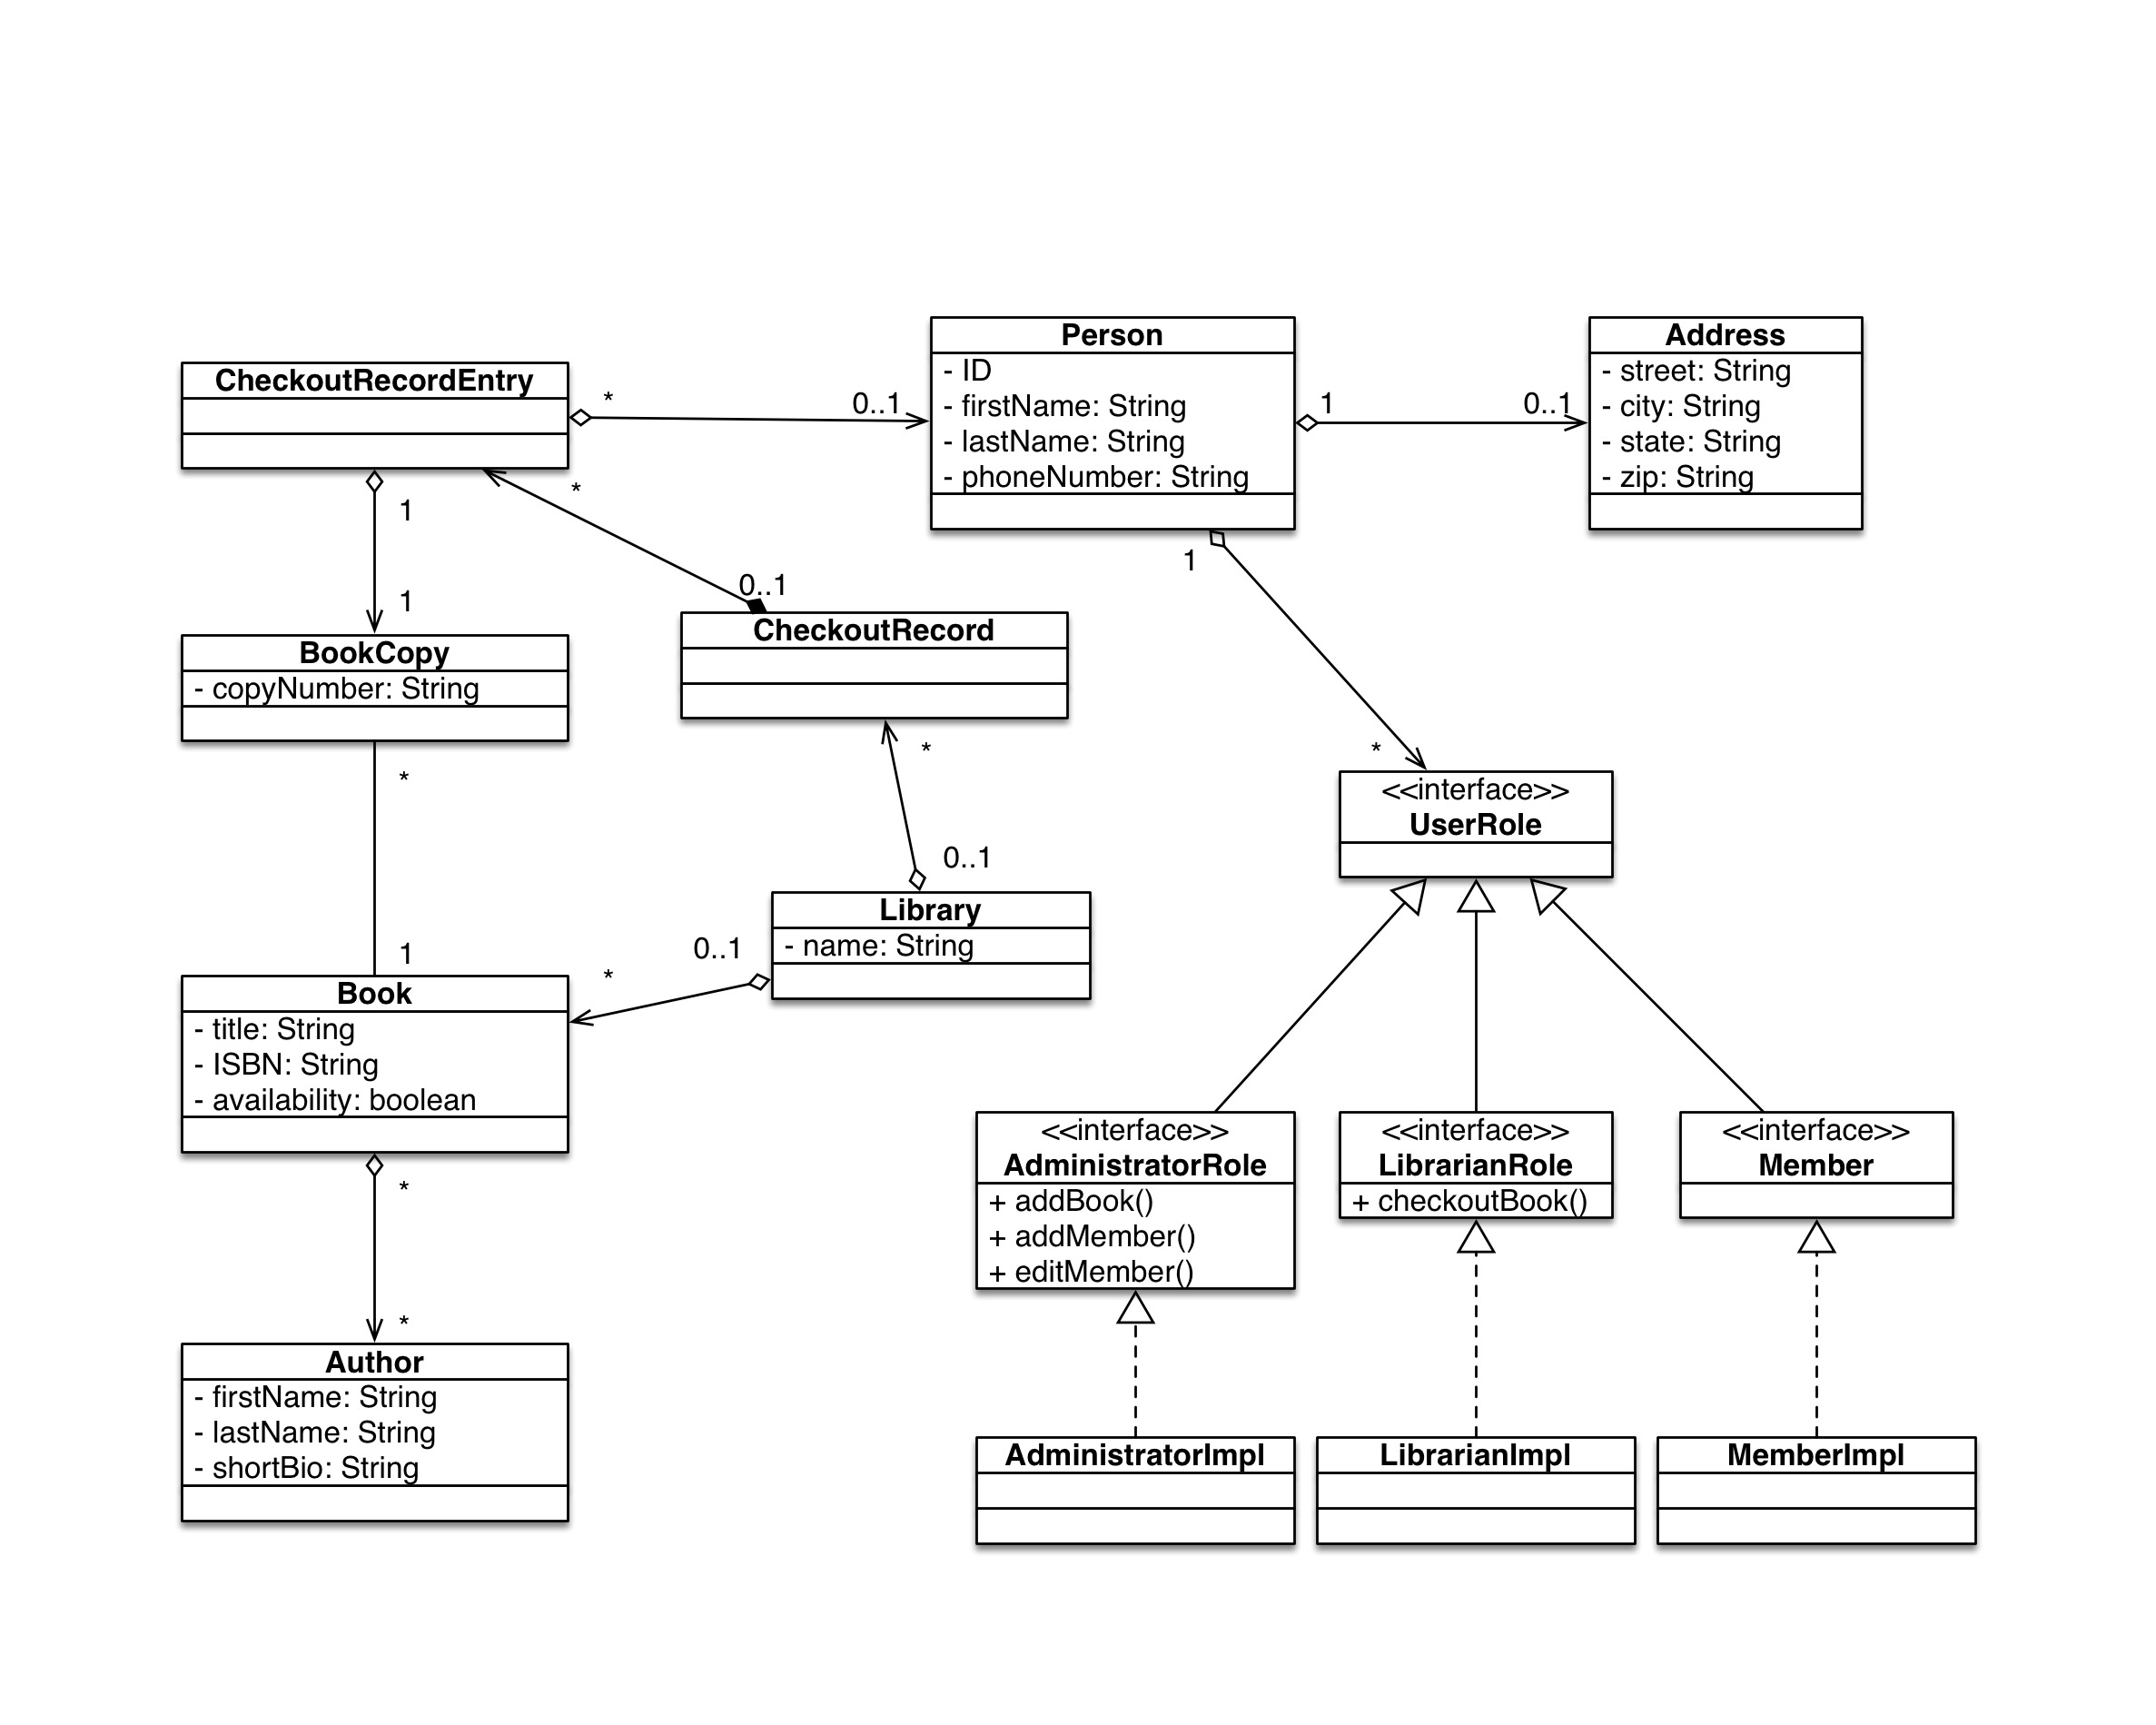 Person
- ID
- firstName: String
- lastName: String
- phoneNumber: String
Address
- street: String
- city: String
- state: String
- zip: String
CheckoutRecordEntry
*
0..1
1
0..1
1
1
*
0..1
1
*
BookCopy
- copyNumber: String
CheckoutRecord
*
1
*
0..1
<<interface>>
UserRole
Library
- name: String
0..1
*
Book
- title: String
- ISBN: String
- availability: boolean
*
*
Author
- firstName: String
- lastName: String
- shortBio: String
<<interface>>
AdministratorRole
+ addBook()
+ addMember()
+ editMember()
<<interface>>
LibrarianRole
+ checkoutBook()
<<interface>>
Member
AdministratorImpl
LibrarianImpl
MemberImpl